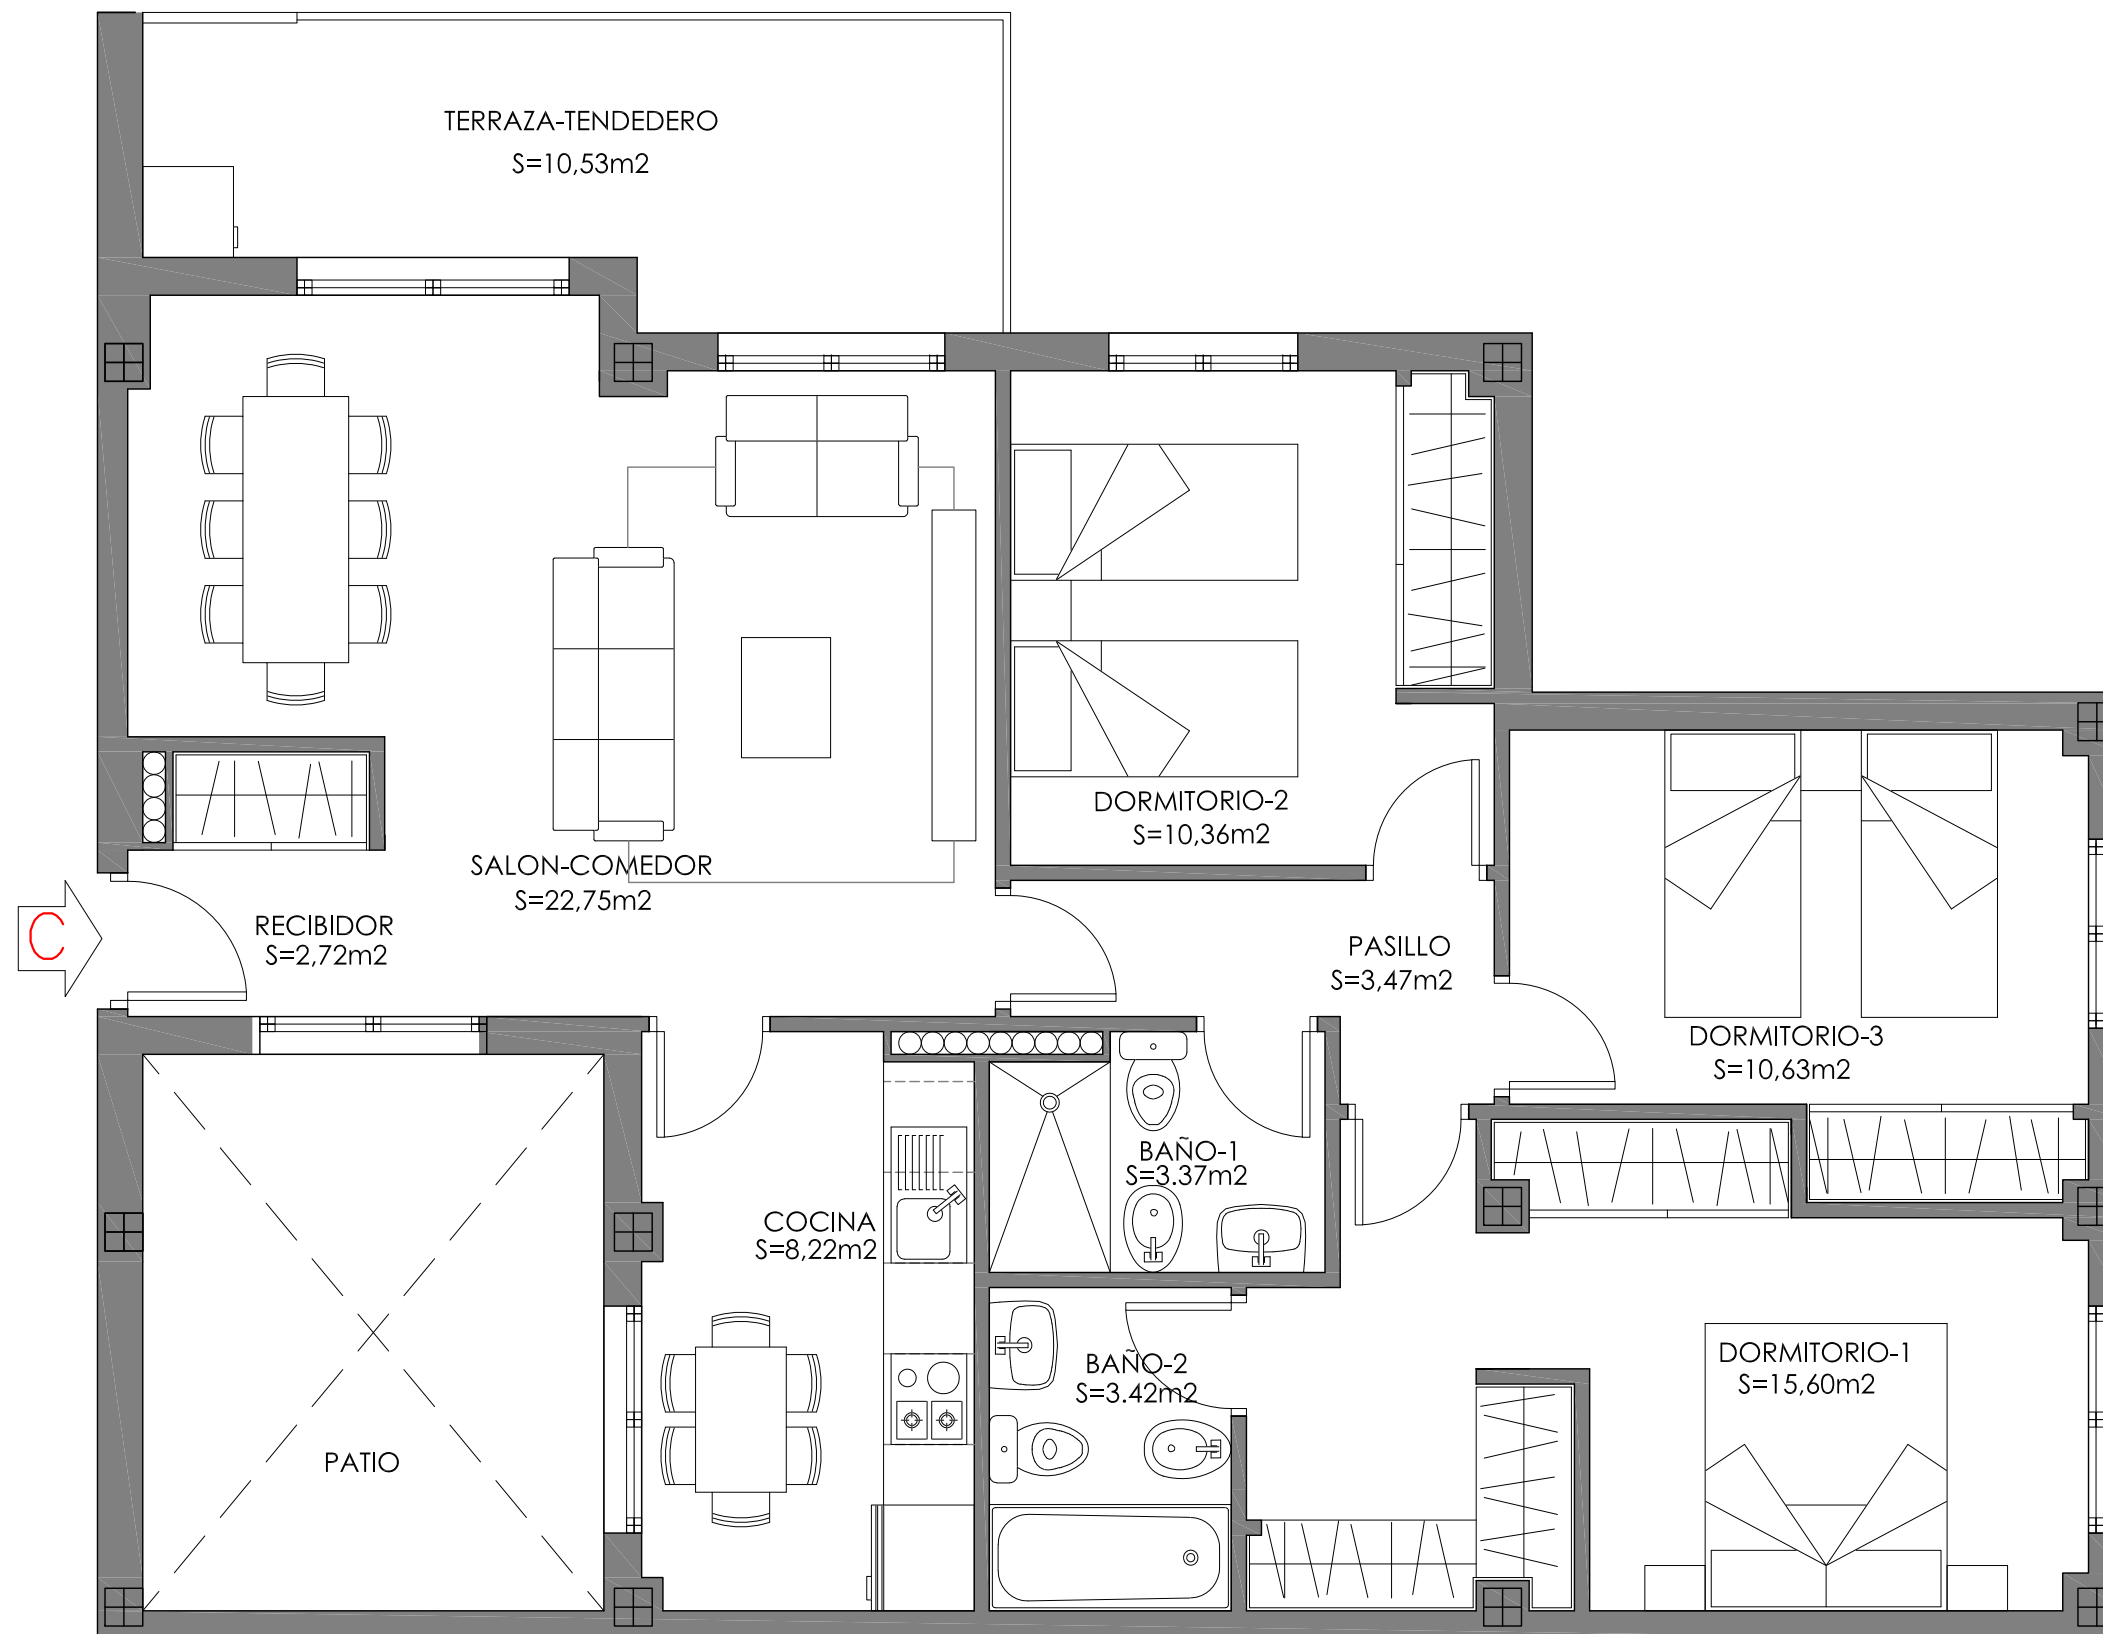 TERRAZA-TENDEDERO
S=10,53m2
DORMITORIO-2
S=10,36m2
SALON-COMEDOR
S=22,75m2
C
RECIBIDOR
S=2,72m2
PASILLO
S=3,47m2
DORMITORIO-3
S=10,63m2
BAÑO-1
S=3.37m2
COCINA
S=8,22m2
BAÑO-2
S=3.42m2
DORMITORIO-1
S=15,60m2
PATIO